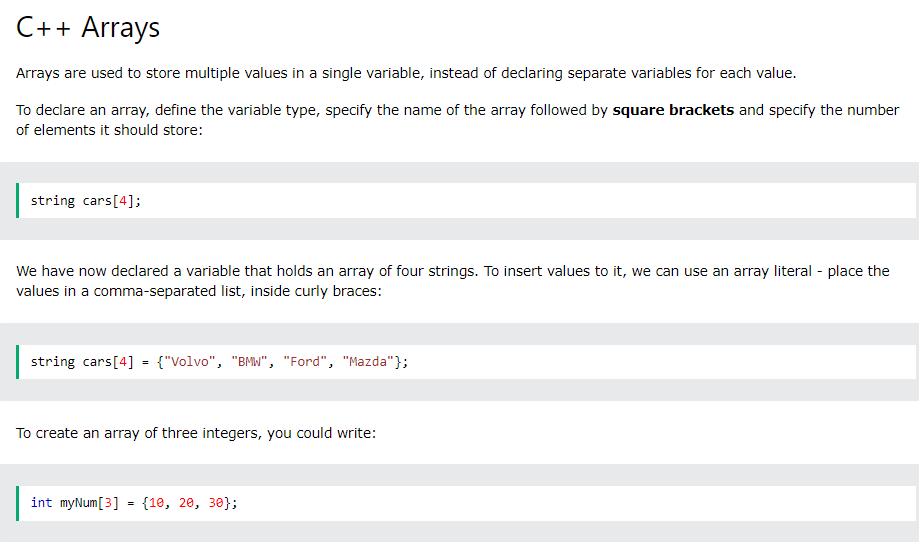 C++ Arrays
Arrays are used to store multiple values in a single variable, instead of declaring separate variables for each value.
To declare an array, define the variable type, specify the name of the array followed by square brackets and specify the number
of elements it should store:
string cars[4];
We have now declared a variable that holds an array of four strings. To insert values to it, we can use an array literal - place the
values in a comma-separated list, inside curly braces:
string cars[4] = {"Volvo", "BMW", "Ford", "Mazda"};
To create an array of three integers, you could write:
int myNum[3] = {10, 20, 30};